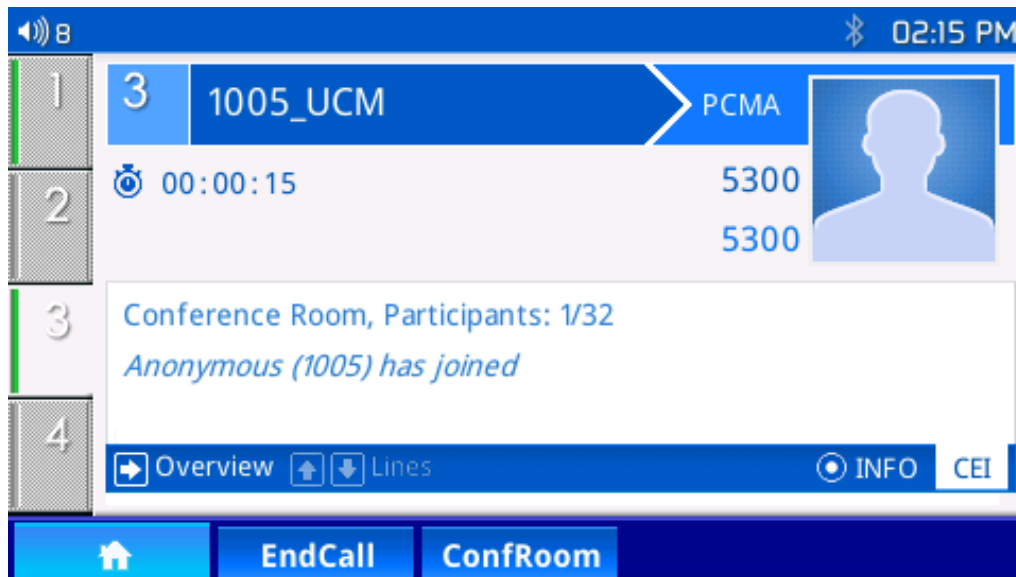 8 02:15 PM
1
2
3
4
3 1005_UCM PCMA
00:00:15 5300
5300
Conference Room, Participants: 1/32
Anonymous (1005) has joined
Overview Lines INFO CEI
EndCall ConfRoom